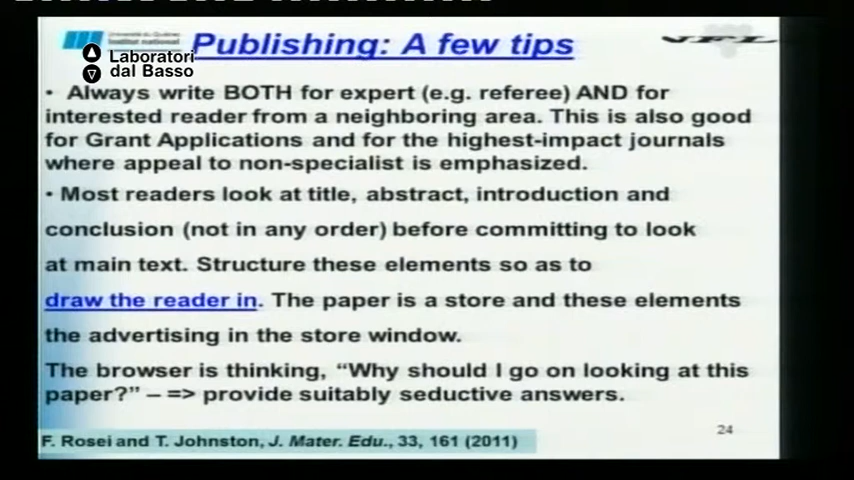 Université du Québec
Institut national
Laboratori
dal Basso
Publishing: A few tips
• Always write BOTH for expert (e.g. referee) AND for
interested reader from a neighboring area. This is also good
for Grant Applications and for the highest-impact journals
where appeal to non-specialist is emphasized.
• Most readers look at title, abstract, introduction and
conclusion (not in any order) before committing to look
at main text. Structure these elements so as to
draw the reader in. The paper is a store and these elements
the advertising in the store window.
The browser is thinking, “Why should I go on looking at this
paper?” – => provide suitably seductive answers.
24
F. Rosei and T. Johnston, J. Mater. Edu., 33, 161 (2011)